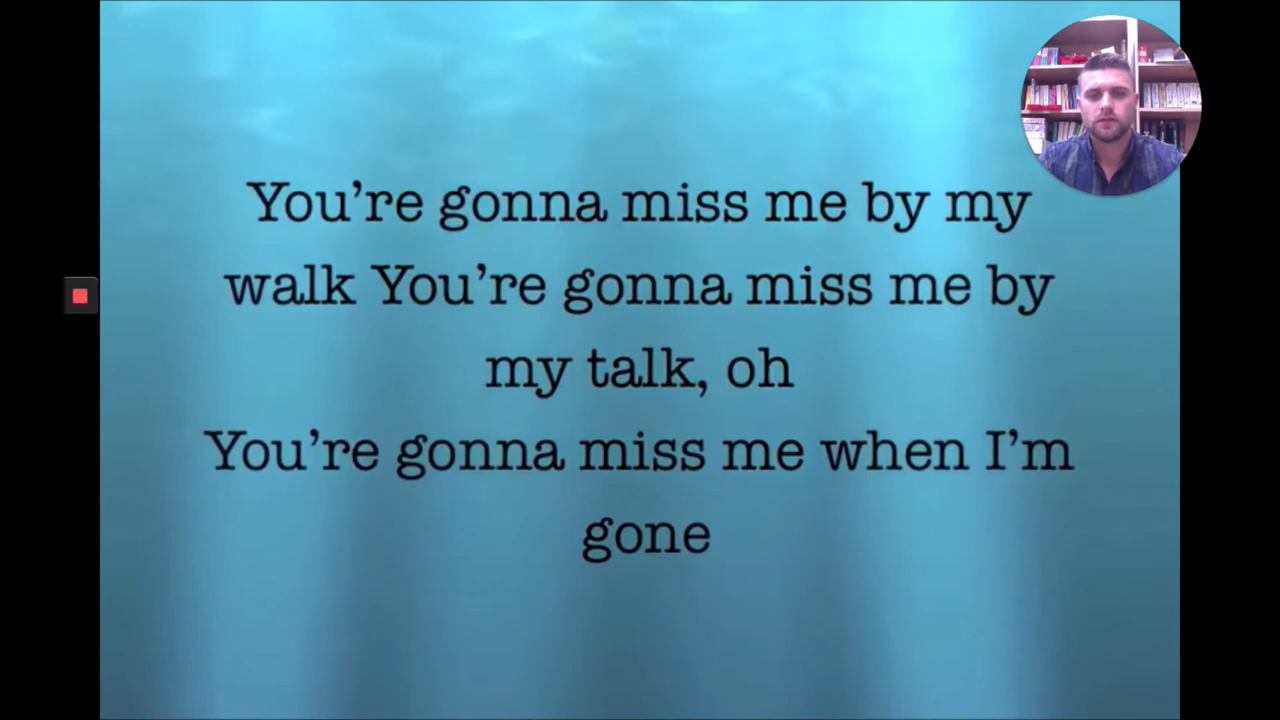 You’re gonna miss me by my
walk You’re gonna miss me by
my talk, oh
You’re gonna miss me when I’m
gone